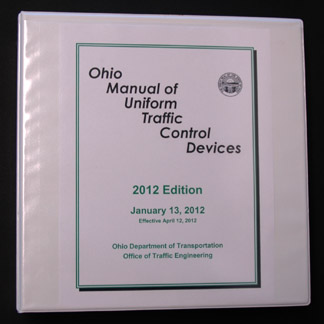 Ohio
Manual of
Uniform
Traffic
Control
Devices
2012 Edition
January 13, 2012
Effective April 12, 2012
Ohio Department of Transportation
Office of Traffic Engineering